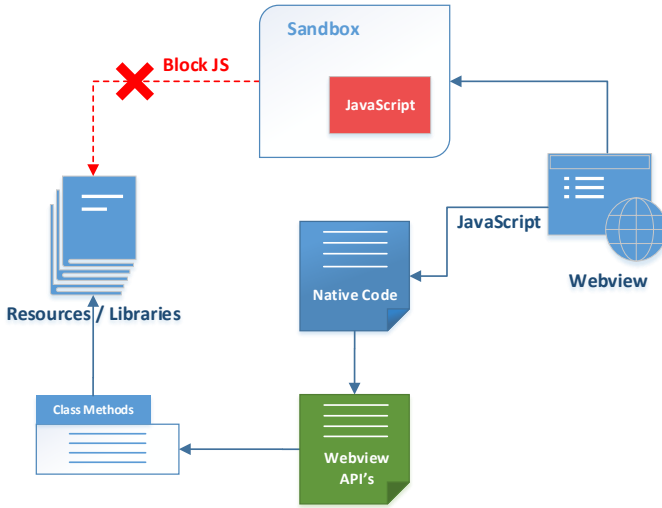 Sandbox
Block JS
JavaScript
JavaScript
Webview
Native Code
Resources / Libraries
Class Methods
Webview
API's